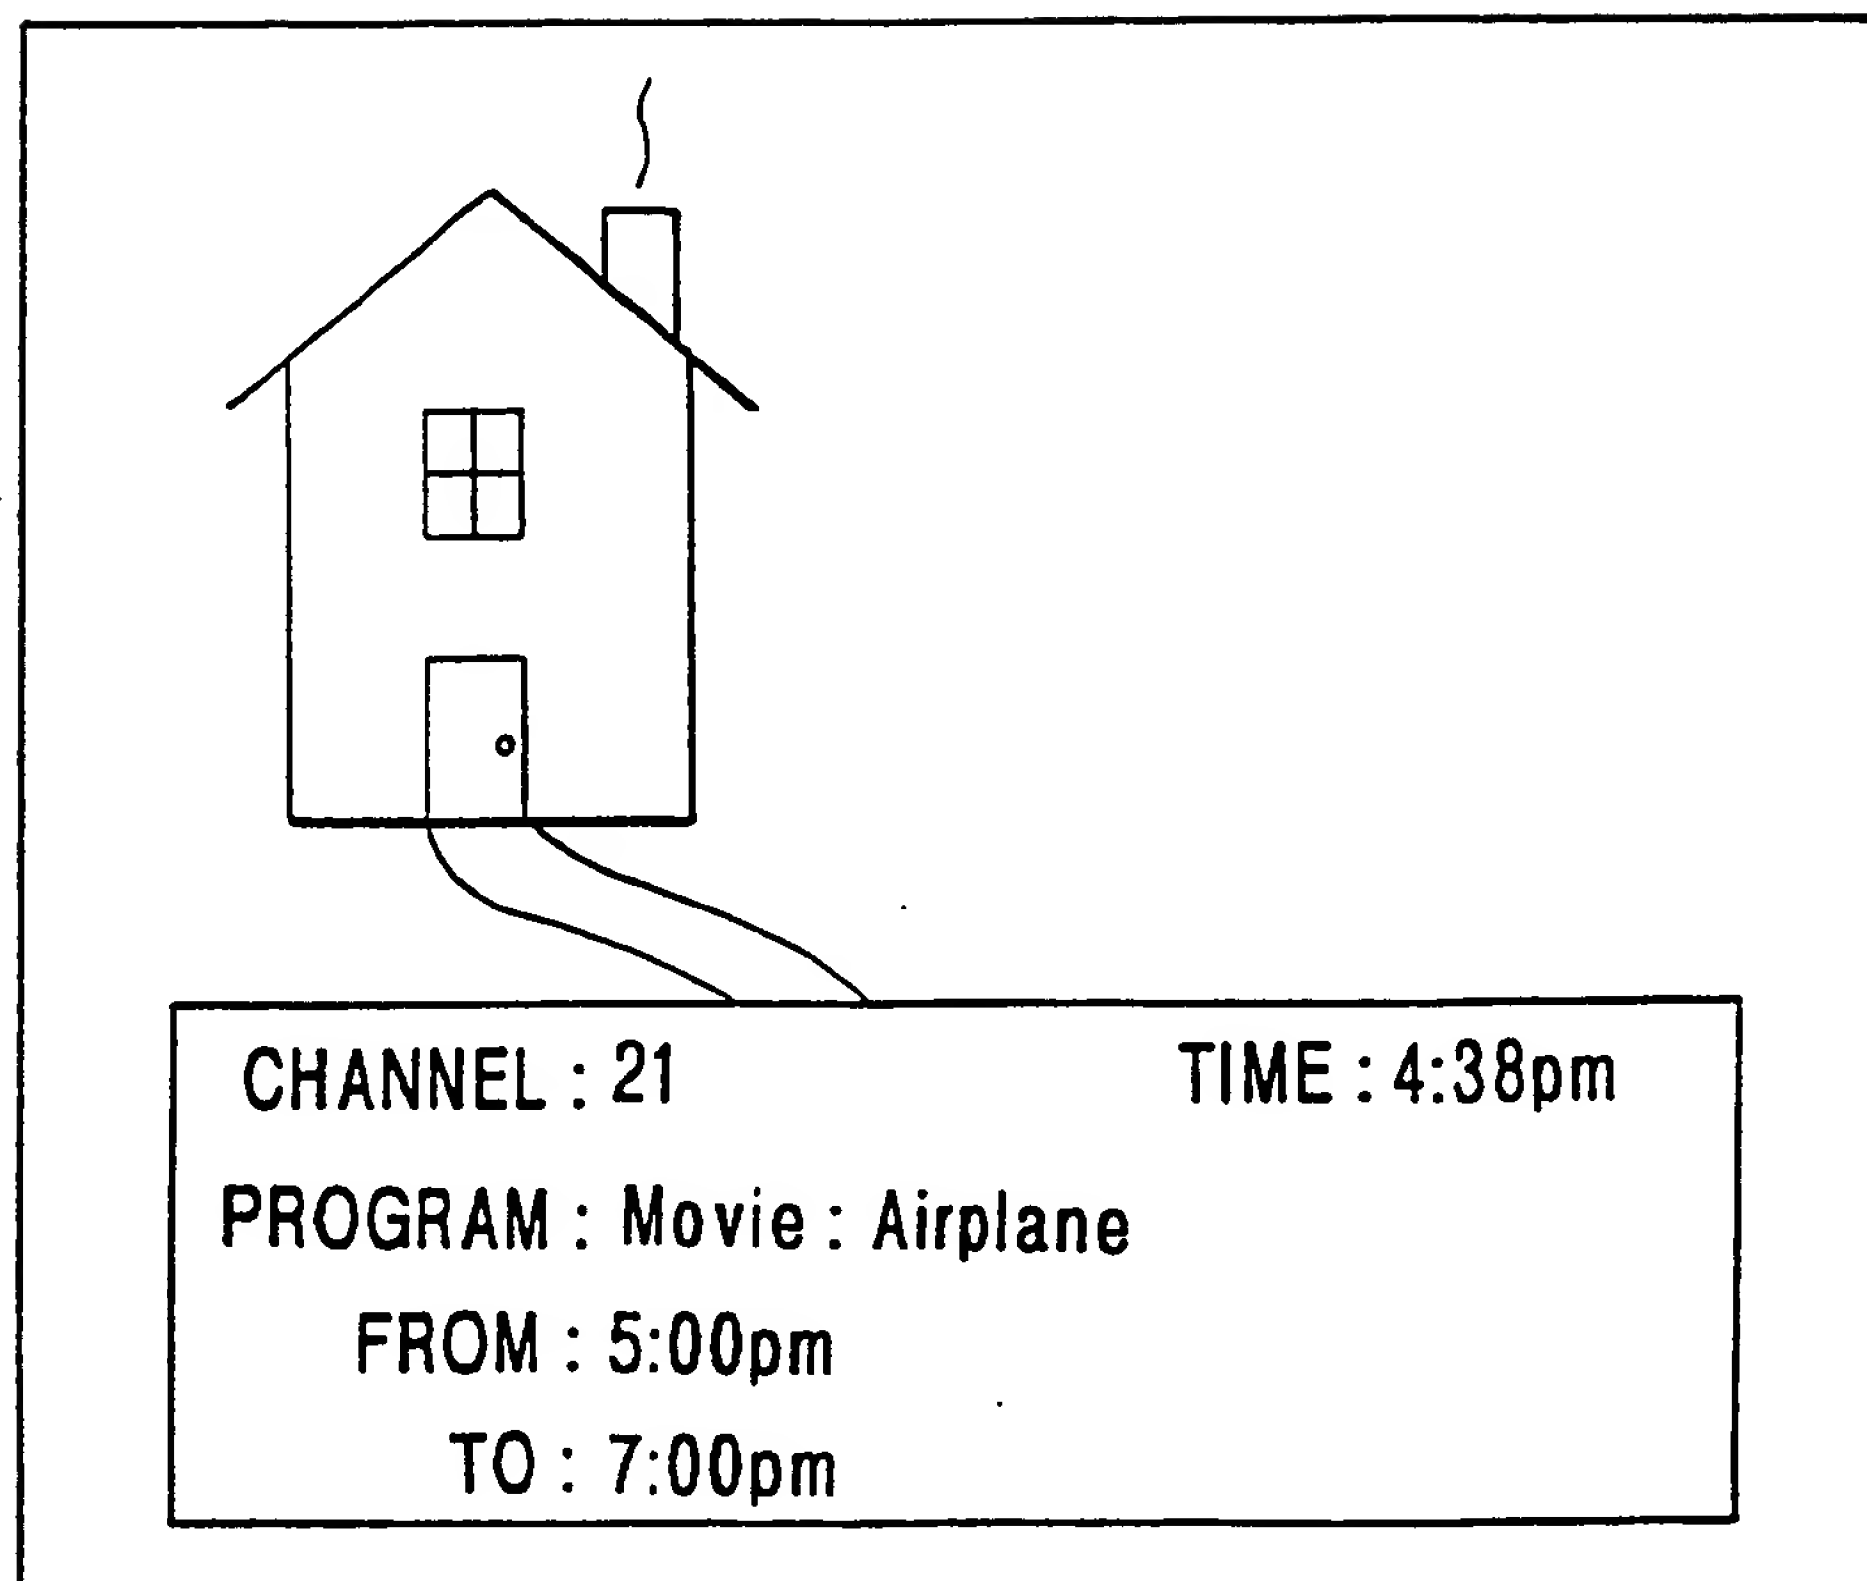 CHANNEL : 21 TIME : 4:38pm
PROGRAM : Movie : Airplane
FROM : 5:00pm
TO : 7:00pm